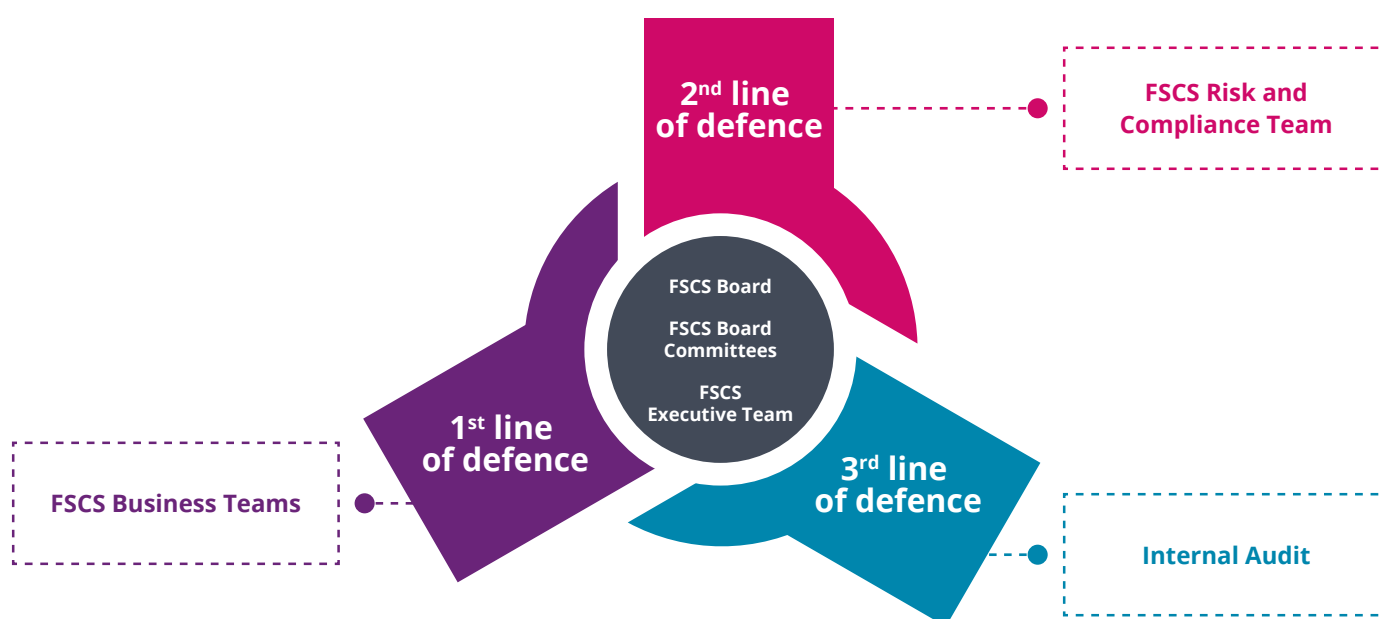 2nd line
of defence
FSCS Risk and
Compliance Team
FSCS Board
FSCS Board
Committees
FSCS
Executive Team
1st line
of defence
FSCS Business Teams
3rd line
of defence
Internal Audit